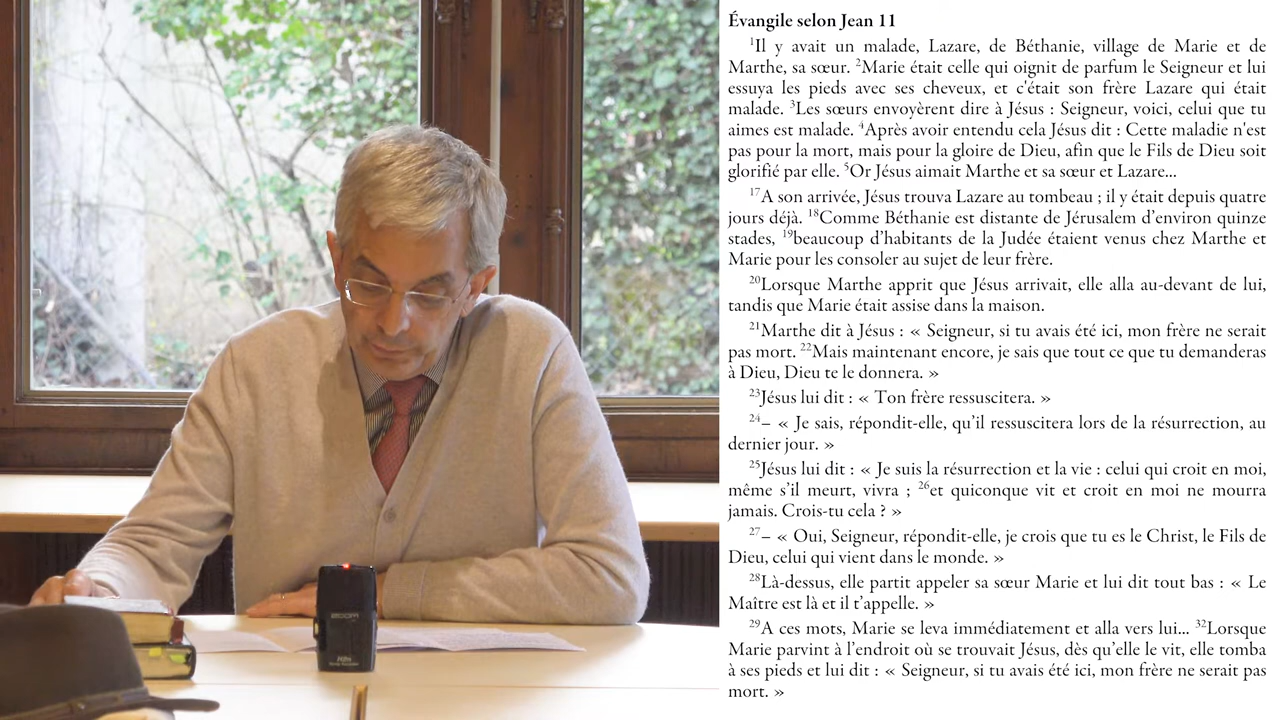 Évangile selon Jean 11
¹Il y avait un malade, Lazare, de Béthanie, village de Marie et de
Marthe, sa sœur. ²Marie était celle qui oignit de parfum le Seigneur et lui
essuya les pieds avec ses cheveux, et c'était son frère Lazare qui était
malade. ³Les sœurs envoyèrent dire à Jésus : Seigneur, voici, celui que tu
aimes est malade. ⁴Après avoir entendu cela Jésus dit : Cette maladie n'est
pas pour la mort, mais pour la gloire de Dieu, afin que le Fils de Dieu soit
glorifié par elle. ⁵Or Jésus aimait Marthe et sa sœur et Lazare...
¹⁷A son arrivée, Jésus trouva Lazare au tombeau ; il y était depuis quatre
jours déjà. ¹⁸Comme Béthanie est distante de Jérusalem d’environ quinze
stades, ¹⁹beaucoup d’habitants de la Judée étaient venus chez Marthe et
Marie pour les consoler au sujet de leur frère.
²⁰Lorsque Marthe apprit que Jésus arrivait, elle alla au-devant de lui,
tandis que Marie était assise dans la maison.
²¹Marthe dit à Jésus : « Seigneur, si tu avais été ici, mon frère ne serait
pas mort. ²²Mais maintenant encore, je sais que tout ce que tu demanderas
à Dieu, Dieu te le donnera. »
²³Jésus lui dit : « Ton frère ressuscitera. »
²⁴– « Je sais, répondit-elle, qu’il ressuscitera lors de la résurrection, au
dernier jour. »
²⁵Jésus lui dit : « Je suis la résurrection et la vie : celui qui croit en moi,
même s’il meurt, vivra ; ²⁶et quiconque vit et croit en moi ne mourra
jamais. Crois-tu cela ? »
²⁷– « Oui, Seigneur, répondit-elle, je crois que tu es le Christ, le Fils de
Dieu, celui qui vient dans le monde. »
²⁸Là-dessus, elle partit appeler sa sœur Marie et lui dit tout bas : « Le
Maître est là et il t’appelle. »
²⁹A ces mots, Marie se leva immédiatement et alla vers lui... ³²Lorsque
Marie parvint à l’endroit où se trouvait Jésus, dès qu’elle le vit, elle tomba
à ses pieds et lui dit : « Seigneur, si tu avais été ici, mon frère ne serait pas
mort. »
zoom
H2n